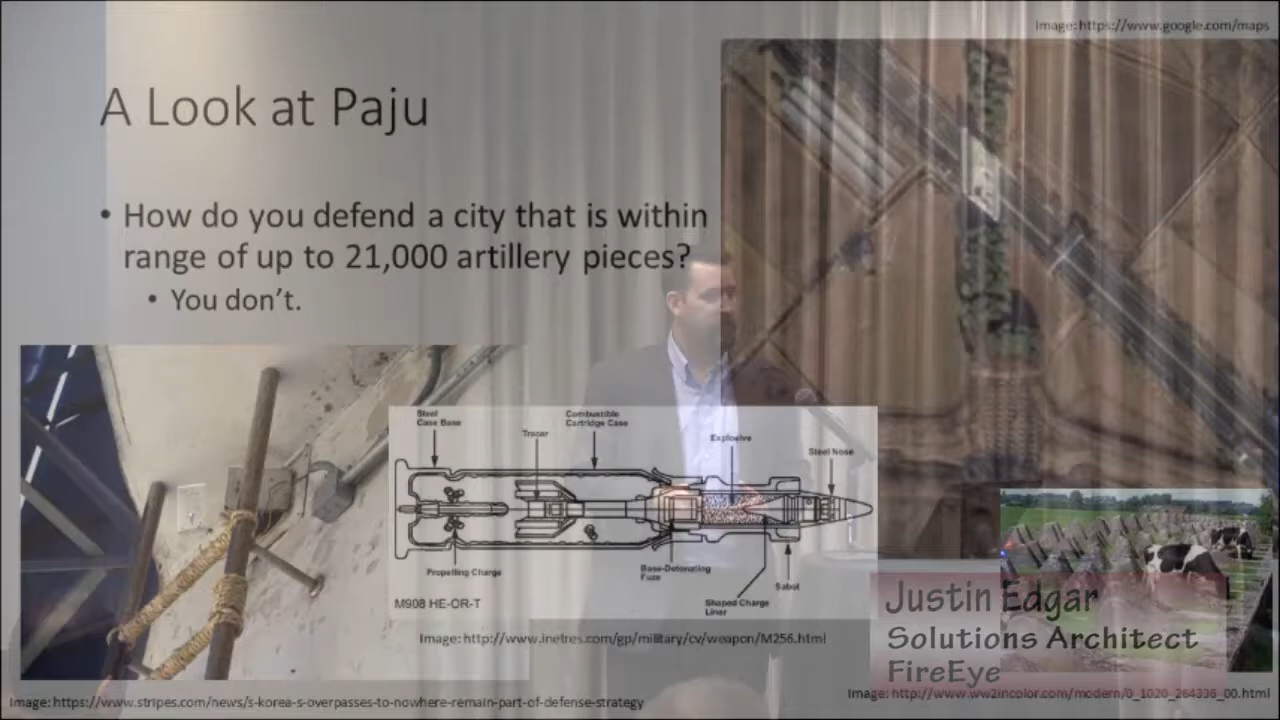 Image: https://www.google.com/maps
A Look at Paju
• How do you defend a city that is within
range of up to 21,000 artillery pieces?
• You don't.
Steel
Case Base
Tracer
Combustible
Cartridge Case
Explosive
Steel Nose
Propelling Charge
Base-Detonating
Fuze
Shaped Charge
Liner
Sabot
M908 HE-OR-T
Image: http://www.inetres.com/gp/military/cv/weapon/M256.html
Justin Edgar
Solutions Architect
FireEye
Image: http://www.ww2incolor.com/modern/0_1020_264336_00.html
Image: https://www.stripes.com/news/s-korea-s-overpasses-to-nowhere-remain-part-of-defense-strategy